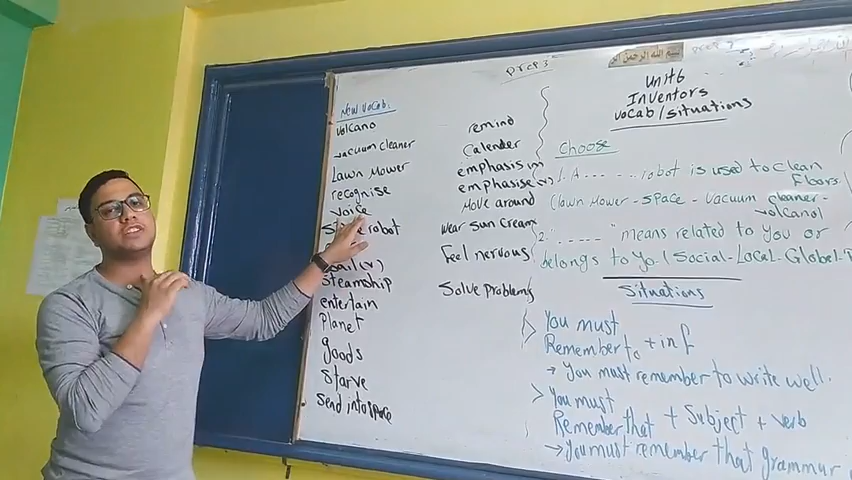 بسم الله الرحمن
Prep 3
Unit6
Inventors
vocab/situations
New vocab:
volcano
vacuum cleaner
Lawn Mower
recognise
voice
robot
sail (v)
steamship
entertain
Planet
goods
starve
send into space
remind
Calender
emphasis (n)
emphasise (v)
Move around
wear sun cream
Feel nervous
Solve problems
Choose
1. A ...... robot is used to clean
Floors.
(lawn Mower - space - vacuum cleaner -
volcano)
2. "....." means related to you or
belongs to yo. (Social - Local - Global -
Situations
> You must
Remember to + inf
→ You must remember to write well.
> You must
Remember that + Subject + verb
→ You must remember that grammar